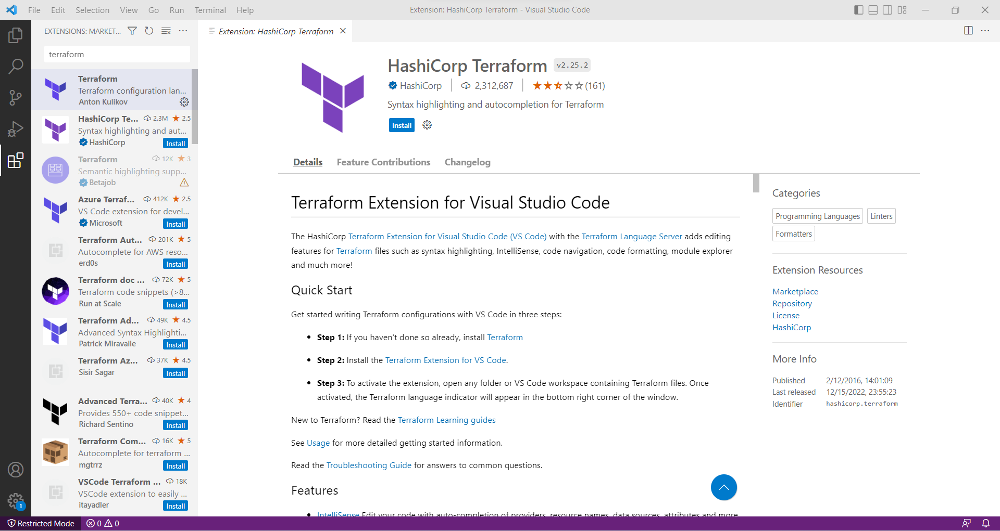 File Edit Selection View Go Run Terminal Help
Extension: HashiCorp Terraform - Visual Studio Code
EXTENSIONS: MARKET...
terraform
Terraform
Terraform configuration lan...
Anton Kulikov
HashiCorp Te... 2.3M 2.5
Syntax highlighting and aut...
HashiCorp Install
Terraform 12K 3
Semantic highlighting supp...
Betajob
Azure Terraf... 412K 2.5
VS Code extension for devel...
Microsoft Install
Terraform Aut... 201K 5
Autocomplete for AWS reso...
erd0s Install
Terraform doc ... 72K 5
Terraform code snippets (>8...
Run at Scale Install
Terraform Ad... 49K 4.5
Advanced Syntax Highlighti...
Patrick Miravalle Install
Terraform Az... 37K 4.5
Sisir Sagar Install
Advanced Terra... 40K 4
Provides 550+ code snippet...
Richard Sentino Install
Terraform Com... 16K 5
Autocomplete for terraform ...
mgtrrz Install
VSCode Terraform ... 18K
VSCode extension to easily ...
itayadler Install
1
Extension: HashiCorp Terraform
HashiCorp Terraform v2.25.2
HashiCorp 2,312,687 (161)
Syntax highlighting and autocompletion for Terraform
Install
Details Feature Contributions Changelog
Terraform Extension for Visual Studio Code
The HashiCorp Terraform Extension for Visual Studio Code (VS Code) with the Terraform Language Server adds editing
features for Terraform files such as syntax highlighting, IntelliSense, code navigation, code formatting, module explorer
and much more!
Quick Start
Get started writing Terraform configurations with VS Code in three steps:
• Step 1: If you haven't done so already, install Terraform
• Step 2: Install the Terraform Extension for VS Code.
• Step 3: To activate the extension, open any folder or VS Code workspace containing Terraform files. Once
activated, the Terraform language indicator will appear in the bottom right corner of the window.
New to Terraform? Read the Terraform Learning guides
See Usage for more detailed getting started information.
Read the Troubleshooting Guide for answers to common questions.
Features
• IntelliSense Edit your code with auto-completion of providers, resource names, data sources, attributes and more
Categories
Programming Languages Linters
Formatters
Extension Resources
Marketplace
Repository
License
HashiCorp
More Info
Published 2/12/2016, 14:01:09
Last released 12/15/2022, 23:55:23
Identifier hashicorp.terraform
Restricted Mode 0 0